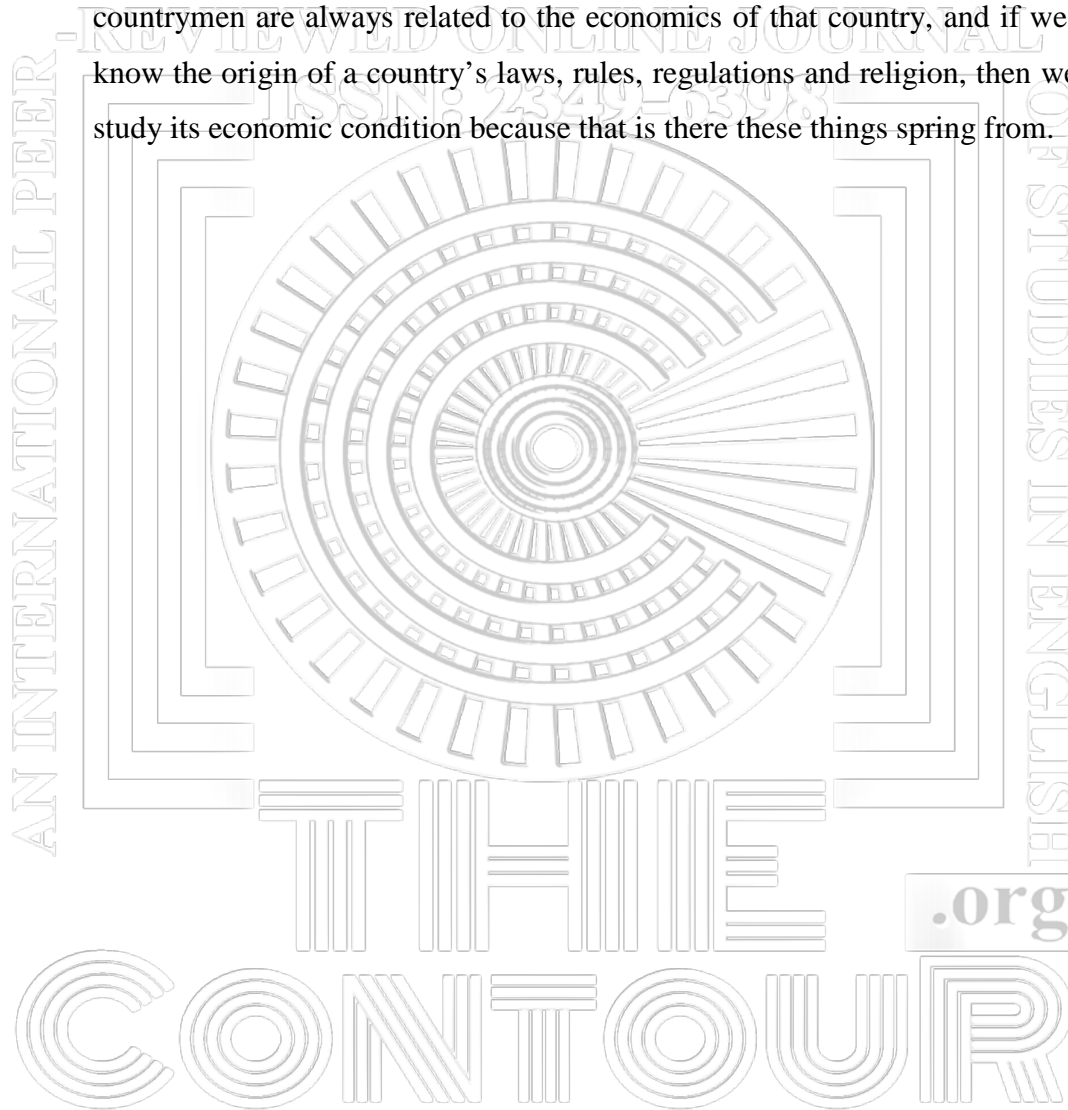 countrymen are always related to the economics of that country, and if we
know the origin of a country's laws, rules, regulations and religion, then we
study its economic condition because that is there these things spring from.
AN INTERNATIONAL PEER
-REVIEWED ONLINE JOURNAL
OF STUDIES IN ENGLISH
ISSN: 2349-6398
THE
.org
CONTOUR